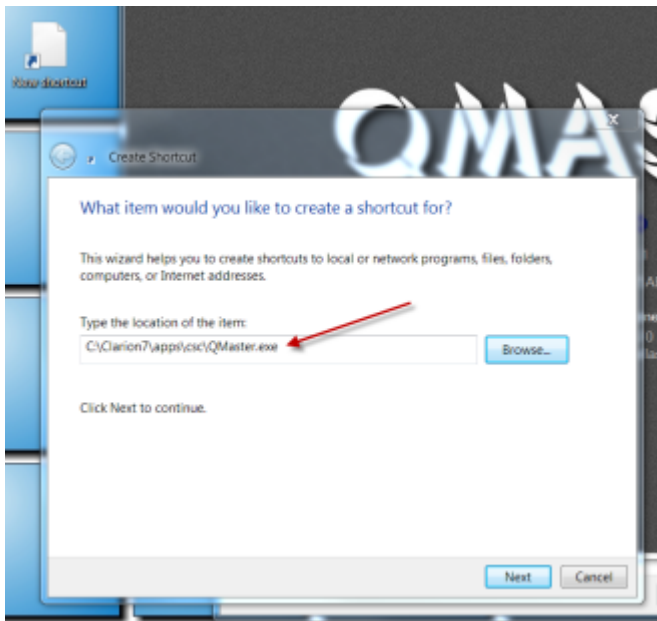 New shortcut
QMAS
x
Create Shortcut
What item would you like to create a shortcut for?
This wizard helps you to create shortcuts to local or network programs, files, folders,
computers, or Internet addresses.
Type the location of the item:
C:\Clarion7\apps\csc\QMaster.exe
Browse...
Click Next to continue.
Next
Cancel